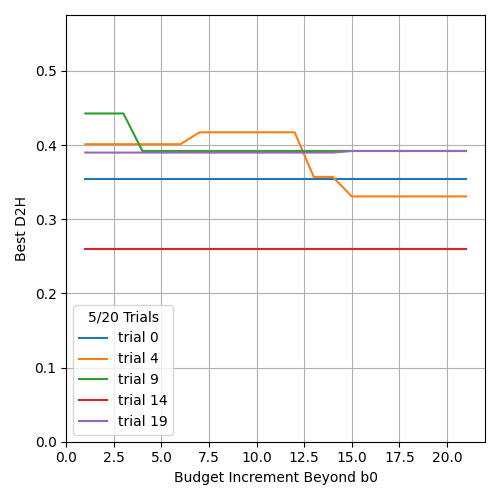 0.5
0.4
0.3
0.2
0.1
0.0
Best D2H
5/20 Trials
trial 0
trial 4
trial 9
trial 14
trial 19
0.0 2.5 5.0 7.5 10.0 12.5 15.0 17.5 20.0
Budget Increment Beyond b0